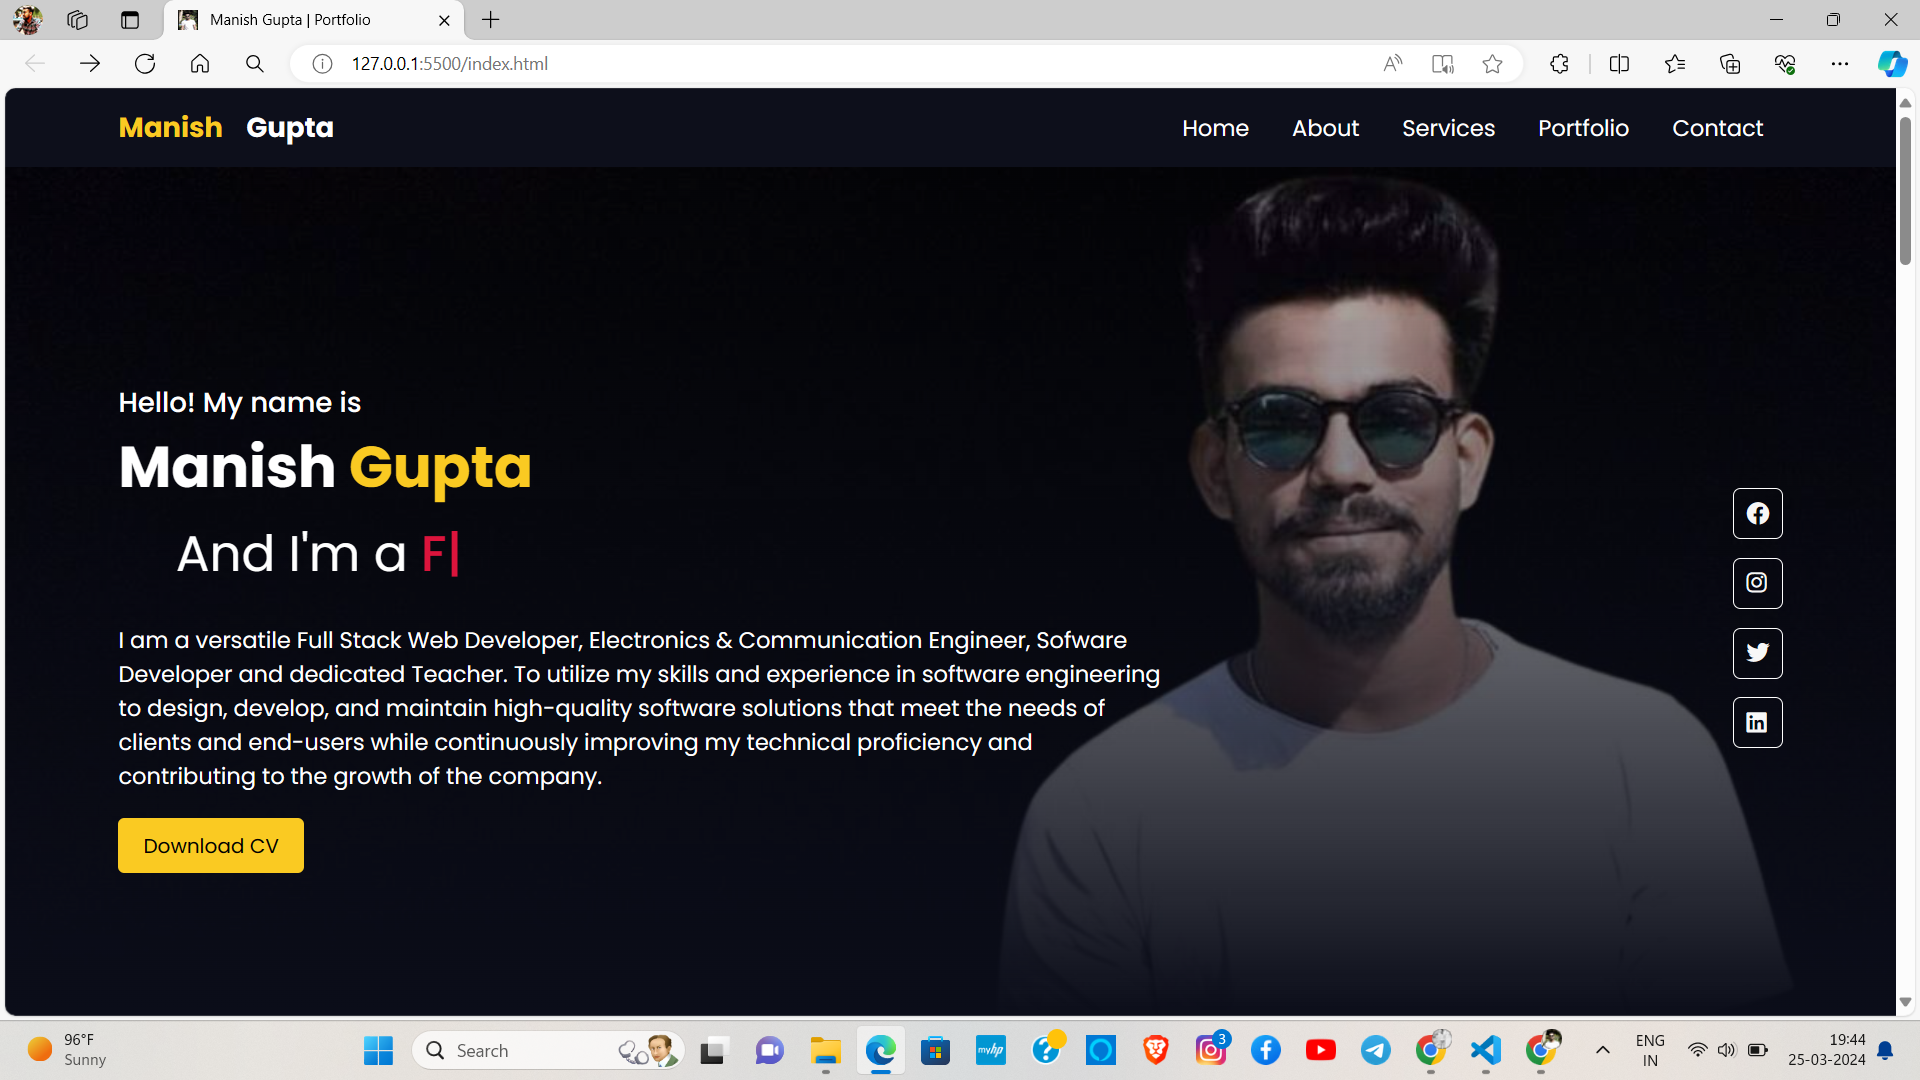 Manish Gupta | Portfolio
127.0.0.1:5500/index.html
Manish Gupta
Home About Services Portfolio Contact
Hello! My name is
Manish Gupta
And I'm a F|
I am a versatile Full Stack Web Developer, Electronics & Communication Engineer, Sofware
Developer and dedicated Teacher. To utilize my skills and experience in software engineering
to design, develop, and maintain high-quality software solutions that meet the needs of
clients and end-users while continuously improving my technical proficiency and
contributing to the growth of the company.
Download CV
96°F
Sunny
Search
myhp
3
ENG
IN
19:44
25-03-2024